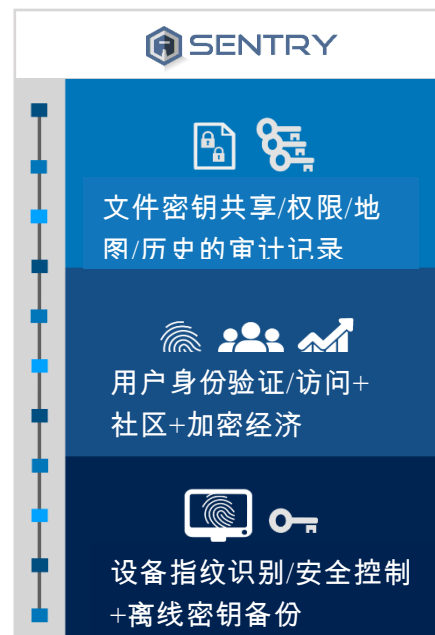 SENTRY
文件密钥共享/权限/地
图/历史的审计记录
用户身份验证/访问+
社区+加密经济
设备指纹识别/安全控制
+离线密钥备份